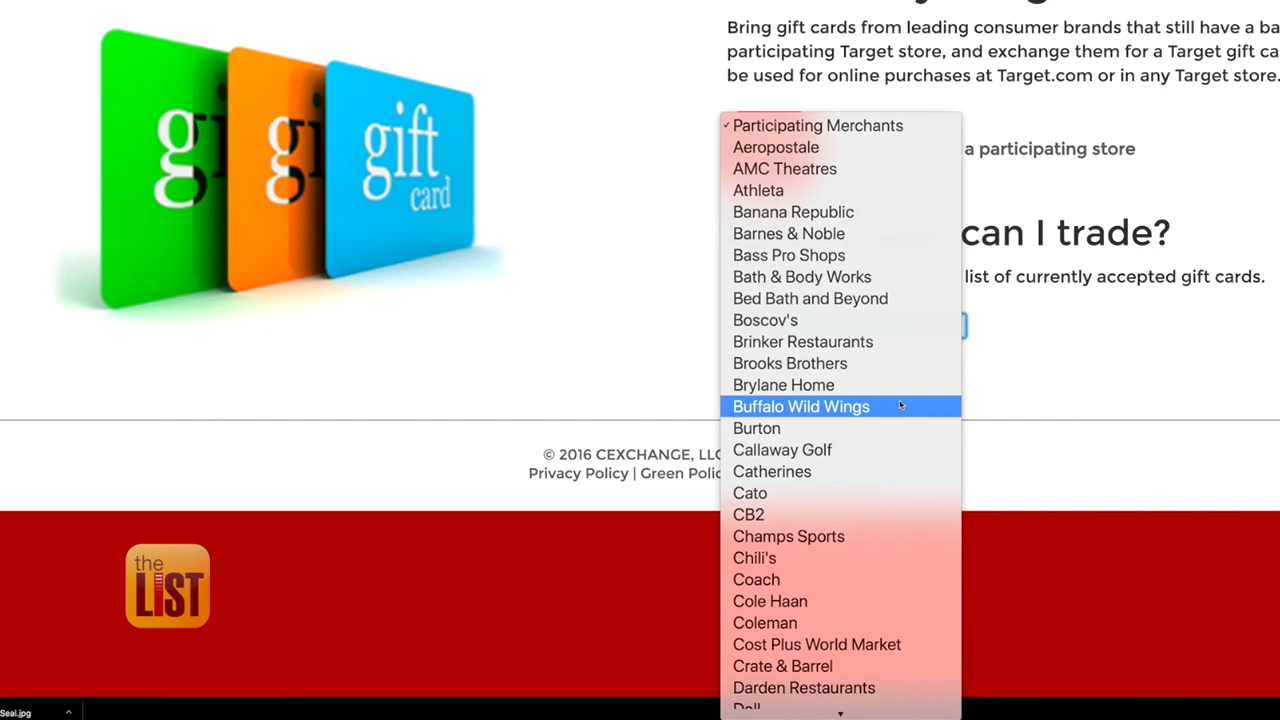 Bring gift cards from leading consumer brands that still have a ba
participating Target store, and exchange them for a Target gift ca
be used for online purchases at Target.com or in any Target store.
gi
gi
gift
card
✓ Participating Merchants
Aeropostale
a participating store
AMC Theatres
Athleta
Banana Republic
can I trade?
Barnes & Noble
Bass Pro Shops
Bath & Body Works
list of currently accepted gift cards.
Bed Bath and Beyond
Boscov's
Brinker Restaurants
Brooks Brothers
Brylane Home
Buffalo Wild Wings
Burton
Callaway Golf
Catherines
Cato
CB2
Champs Sports
Chili's
Coach
Cole Haan
Coleman
Cost Plus World Market
Crate & Barrel
Darden Restaurants
Dell
© 2016 CEXCHANGE, LLC
Privacy Policy | Green Polic
the
LIST
Seal.jpg